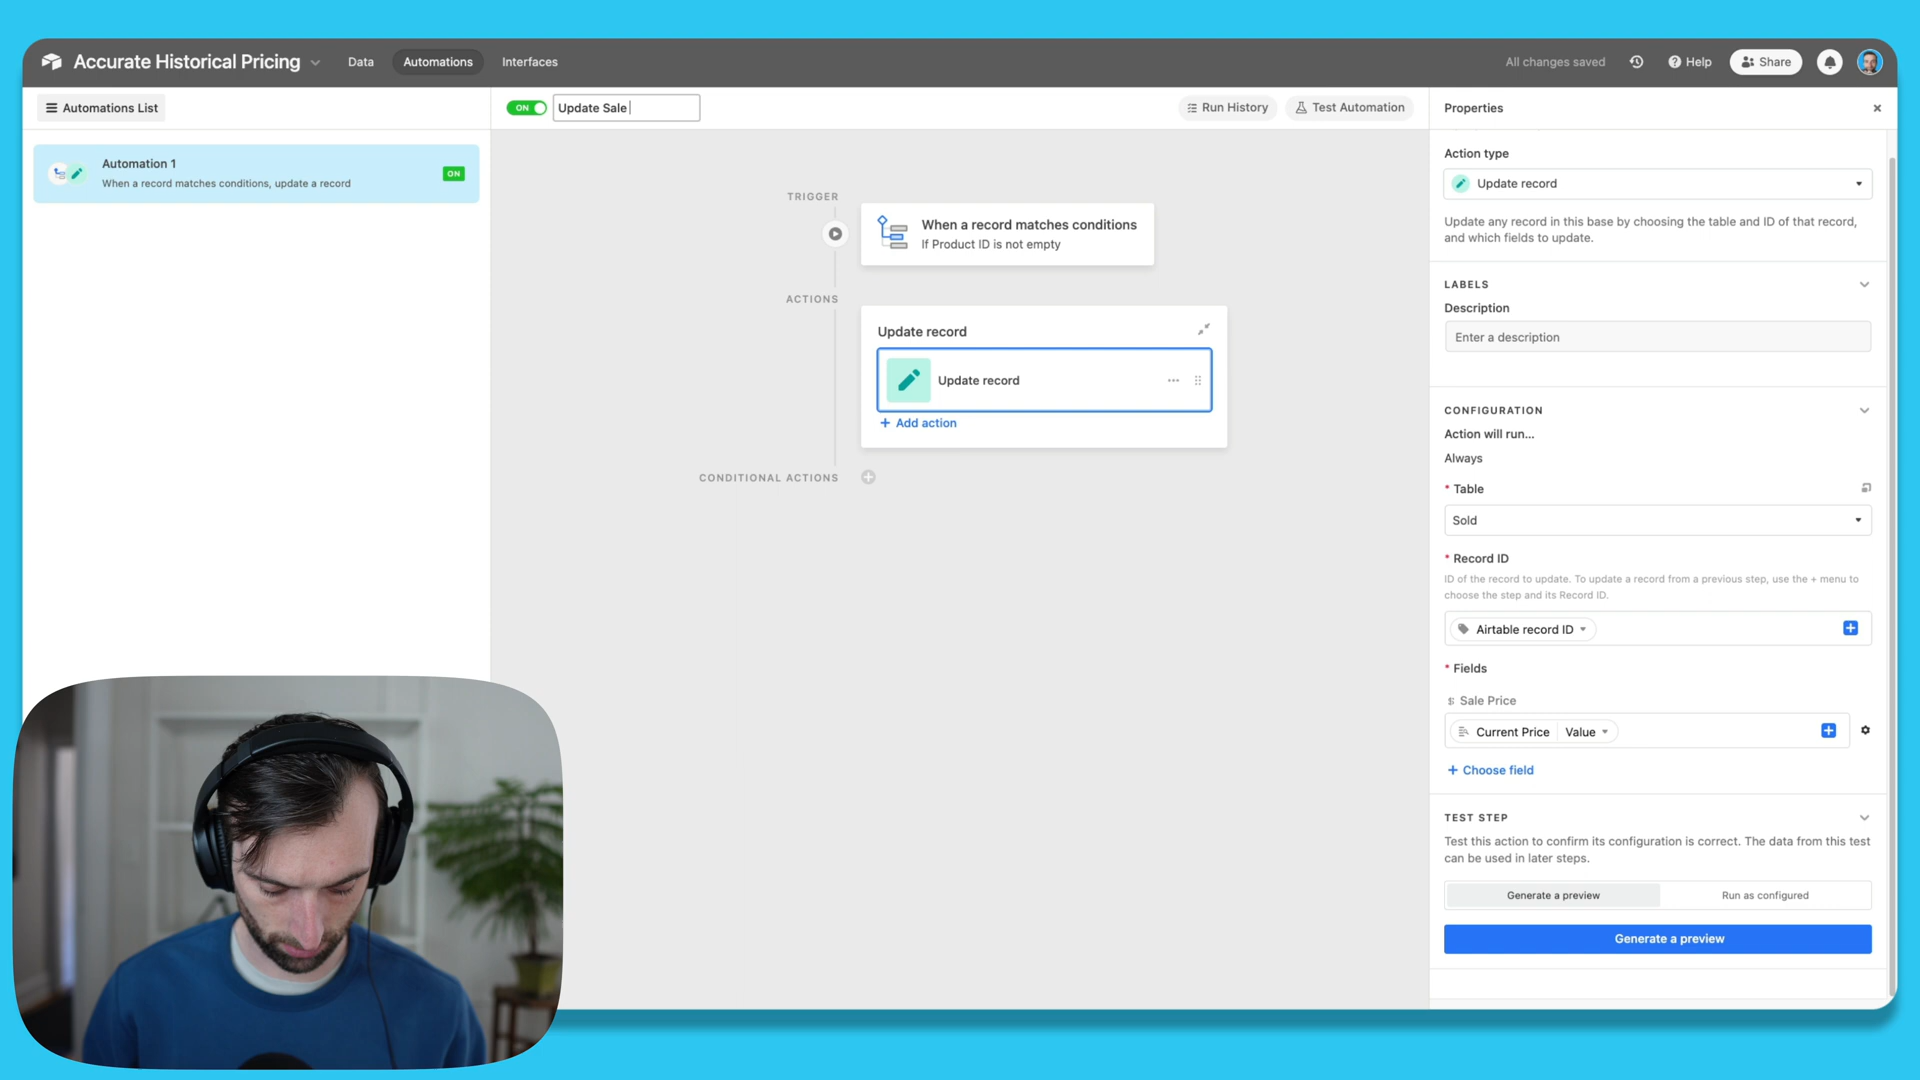 Accurate Historical Pricing
Data
Automations
Interfaces
All changes saved
Help
Share
Automations List
ON
Update Sale
Run History
Test Automation
Properties
Automation 1
When a record matches conditions, update a record
ON
TRIGGER
When a record matches conditions
If Product ID is not empty
ACTIONS
Update record
Update record
+ Add action
CONDITIONAL ACTIONS
Action type
Update record
Update any record in this base by choosing the table and ID of that record,
and which fields to update.
LABELS
Description
Enter a description
CONFIGURATION
Action will run...
Always
* Table
Sold
* Record ID
ID of the record to update. To update a record from a previous step, use the + menu to
choose the step and its Record ID.
Airtable record ID
* Fields
$ Sale Price
Current Price Value
+ Choose field
TEST STEP
Test this action to confirm its configuration is correct. The data from this test
can be used in later steps.
Generate a preview
Run as configured
Generate a preview